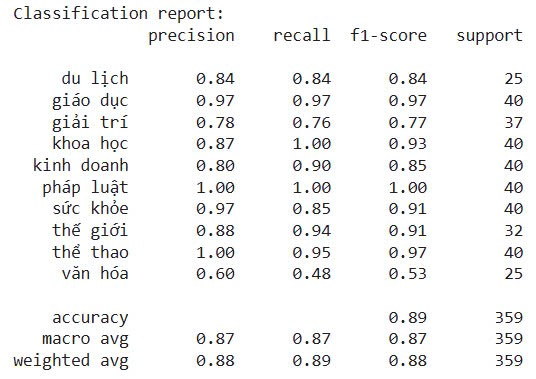 Classification report:
precision recall f1-score support
du lịch 0.84 0.84 0.84 25
giáo dục 0.97 0.97 0.97 40
giải trí 0.78 0.76 0.77 37
khoa học 0.87 1.00 0.93 40
kinh doanh 0.80 0.90 0.85 40
pháp luật 1.00 1.00 1.00 40
sức khỏe 0.97 0.85 0.91 40
thế giới 0.88 0.94 0.91 32
thể thao 1.00 0.95 0.97 40
văn hóa 0.60 0.48 0.53 25
accuracy 0.89 359
macro avg 0.87 0.87 0.87 359
weighted avg 0.88 0.89 0.88 359